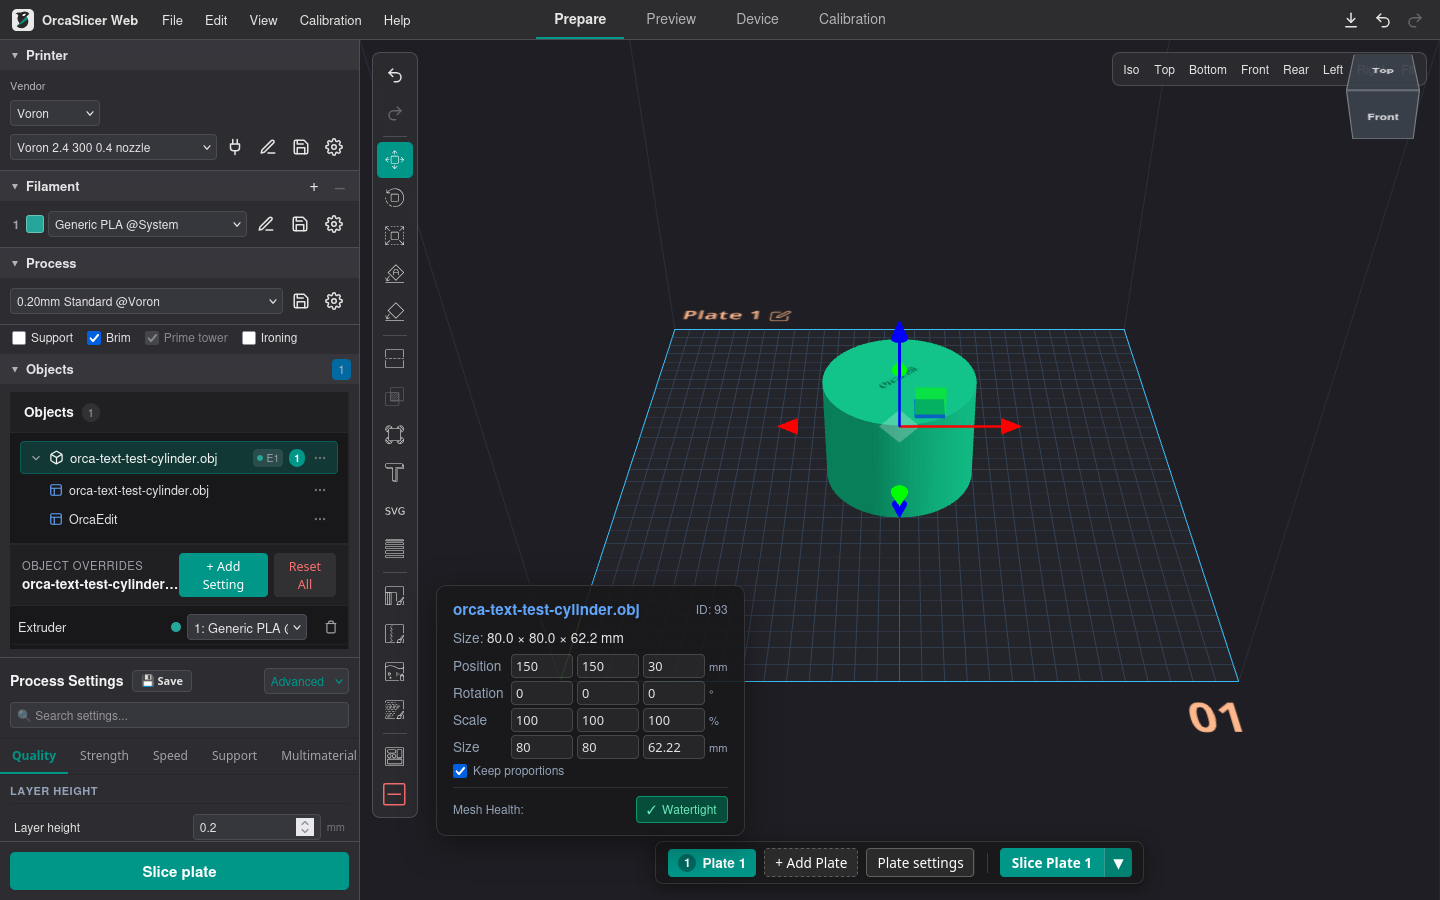 OrcaSlicer Web
File
Edit
View
Calibration
Help
Prepare
Preview
Device
Calibration
Printer
Vendor
Voron
Voron 2.4 300 0.4 nozzle
Filament
1
Generic PLA @System
Process
0.20mm Standard @Voron
Support
Brim
Prime tower
Ironing
Objects
1
Objects
1
orca-text-test-cylinder.obj
E1
1
orca-text-test-cylinder.obj
OrcaEdit
OBJECT OVERRIDES
orca-text-test-cylinder...
+ Add
Setting
Reset
All
Extruder
1: Generic PLA (
Process Settings
Save
Advanced
Search settings...
Quality
Strength
Speed
Support
Multimaterial
LAYER HEIGHT
Layer height
0.2
mm
Slice plate
SVG
Iso
Top
Bottom
Front
Rear
Left
Top
Front
Plate 1
OrcaEdit
01
orca-text-test-cylinder.obj
ID: 93
Size: 80.0 × 80.0 × 62.2 mm
Position 150 150 30 mm
Rotation 0 0 0 °
Scale 100 100 100 %
Size 80 80 62.22 mm
Keep proportions
Mesh Health:
✓ Watertight
1 Plate 1
+ Add Plate
Plate settings
Slice Plate 1